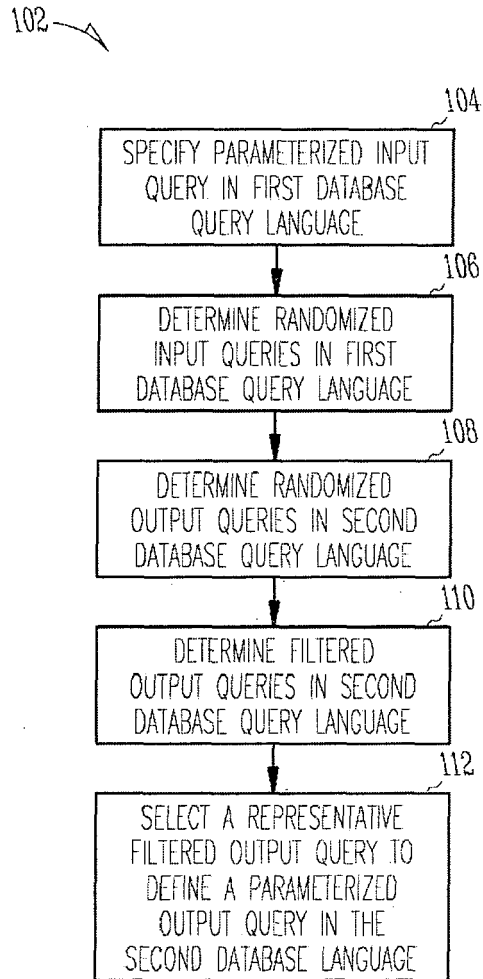 102
104
SPECIFY PARAMETERIZED INPUT
QUERY IN FIRST DATABASE
QUERY LANGUAGE
106
DETERMINE RANDOMIZED
INPUT QUERIES IN FIRST
DATABASE QUERY LANGUAGE
108
DETERMINE RANDOMIZED
OUTPUT QUERIES IN SECOND
DATABASE QUERY LANGUAGE
110
DETERMINE FILTERED
OUTPUT QUERIES IN SECOND
DATABASE QUERY LANGUAGE
112
SELECT A REPRESENTATIVE
FILTERED OUTPUT QUERY TO
DEFINE A PARAMETERIZED
OUTPUT QUERY IN THE
SECOND DATABASE LANGUAGE